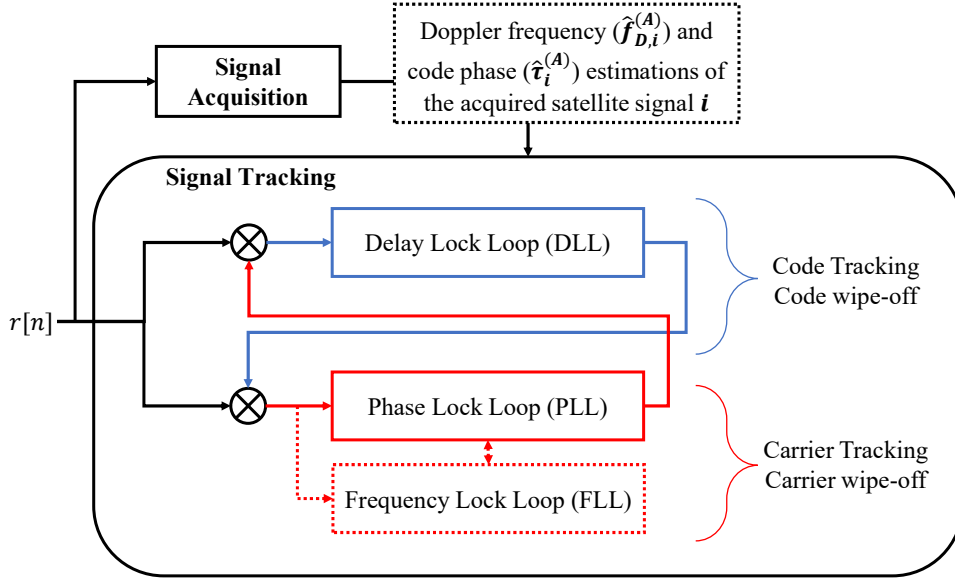 Signal
Acquisition
Doppler frequency (f̂_{D,i}^{(A)}) and
code phase (τ̂_i^{(A)}) estimations of
the acquired satellite signal i
Signal Tracking
Delay Lock Loop (DLL)
Code Tracking
Code wipe-off
r[n]
Phase Lock Loop (PLL)
Carrier Tracking
Carrier wipe-off
Frequency Lock Loop (FLL)